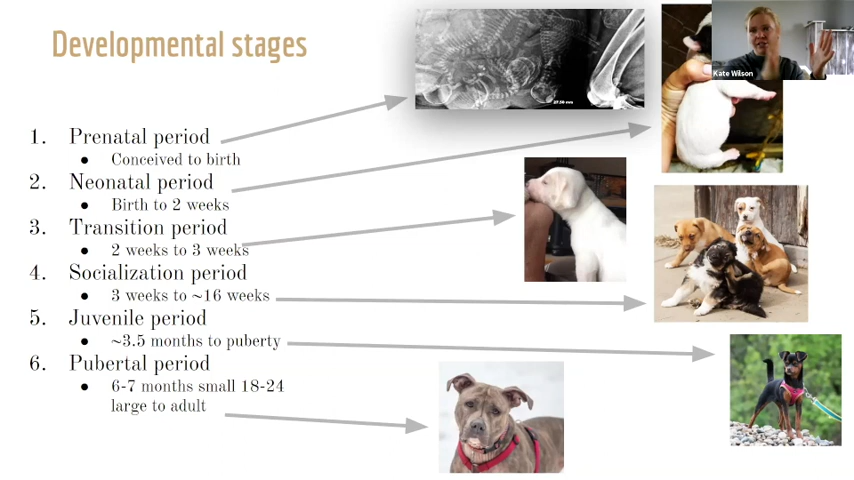 Developmental stages
Kate Wilson
1. Prenatal period
● Conceived to birth
2. Neonatal period
● Birth to 2 weeks
3. Transition period
● 2 weeks to 3 weeks
4. Socialization period
● 3 weeks to ~16 weeks
5. Juvenile period
● ~3.5 months to puberty
6. Pubertal period
● 6-7 months small 18-24
large to adult